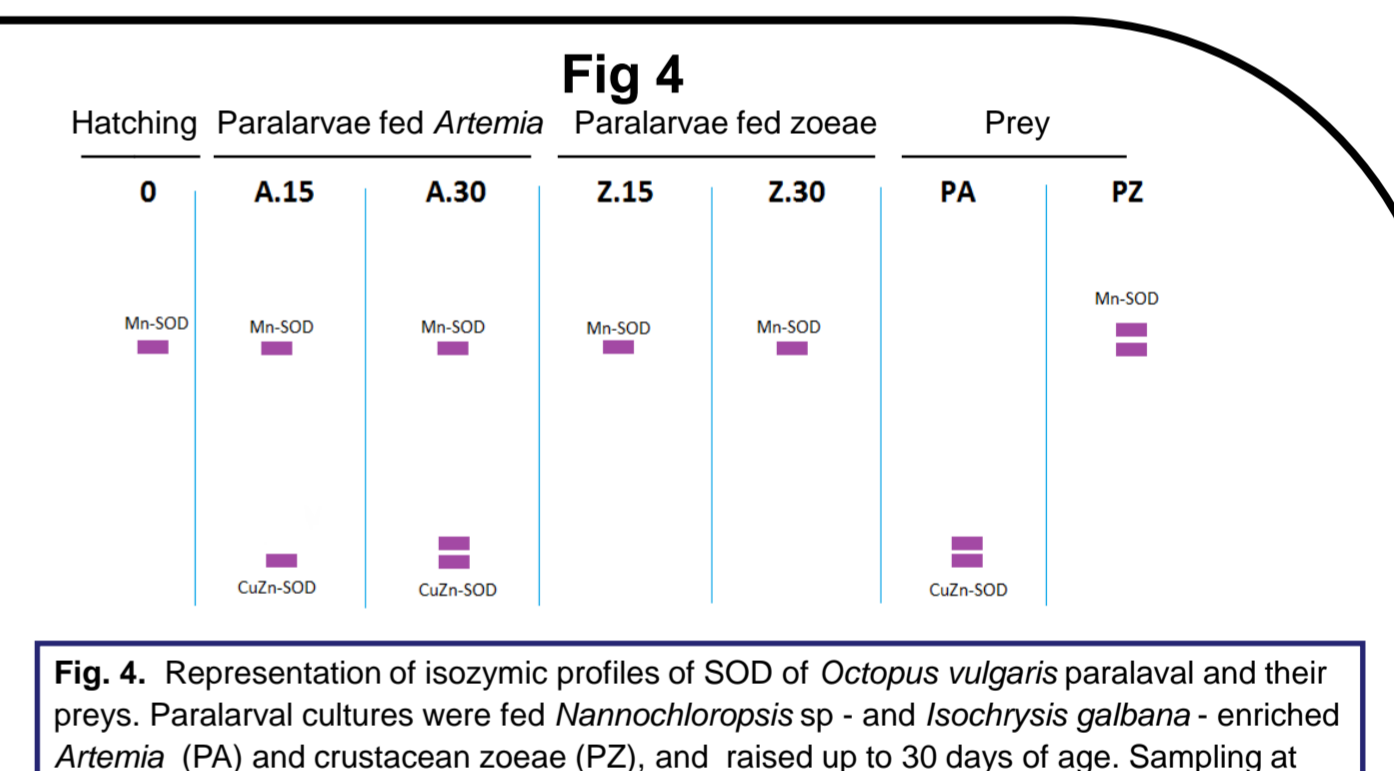 Fig 4
Hatching Paralarvae fed Artemia Paralarvae fed zoeae Prey
0 A.15 A.30 Z.15 Z.30 PA PZ
Mn-SOD
Mn-SOD Mn-SOD Mn-SOD Mn-SOD Mn-SOD
CuZn-SOD CuZn-SOD CuZn-SOD
Fig. 4. Representation of isozymic profiles of SOD of Octopus vulgaris paralaval and their
preys. Paralarval cultures were fed Nannochloropsis sp - and Isochrysis galbana - enriched
Artemia (PA) and crustacean zoeae (PZ), and raised up to 30 days of age. Sampling at